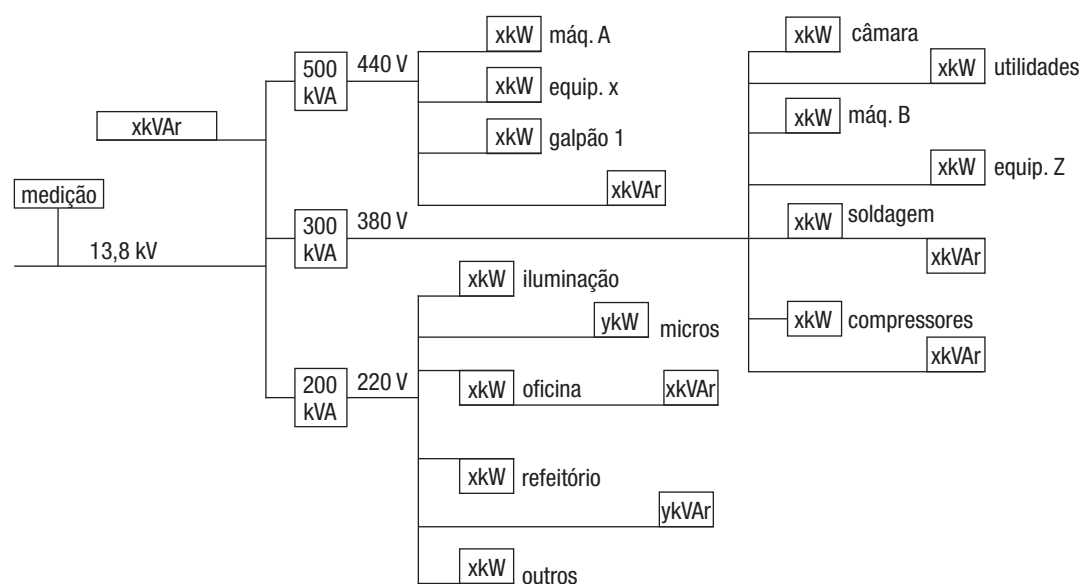 xkW máq. A
xkW câmara
500 kVA
440 V
xkW utilidades
xkW equip. x
xkVAr
xkW máq. B
xkW galpão 1
xkW equip. Z
xkVAr
medição
300 kVA
380 V
xkW soldagem
13,8 kV
xkVAr
xkW iluminação
ykW micros
xkW compressores
xkVAr
200 kVA
220 V
xkW oficina
xkVAr
xkW refeitório
ykVAr
xkW outros